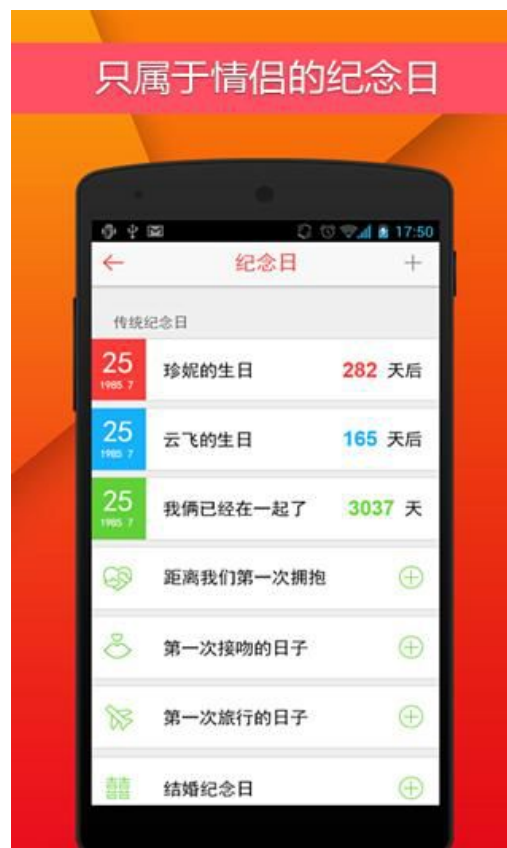 只属于情侣的纪念日
17:50
纪念日
传统纪念日
25
1985 7
珍妮的生日
282 天后
25
1985 7
云飞的生日
165 天后
25
1985 7
我俩已经在一起了
3037 天
距离我们第一次拥抱
第一次接吻的日子
第一次旅行的日子
结婚纪念日